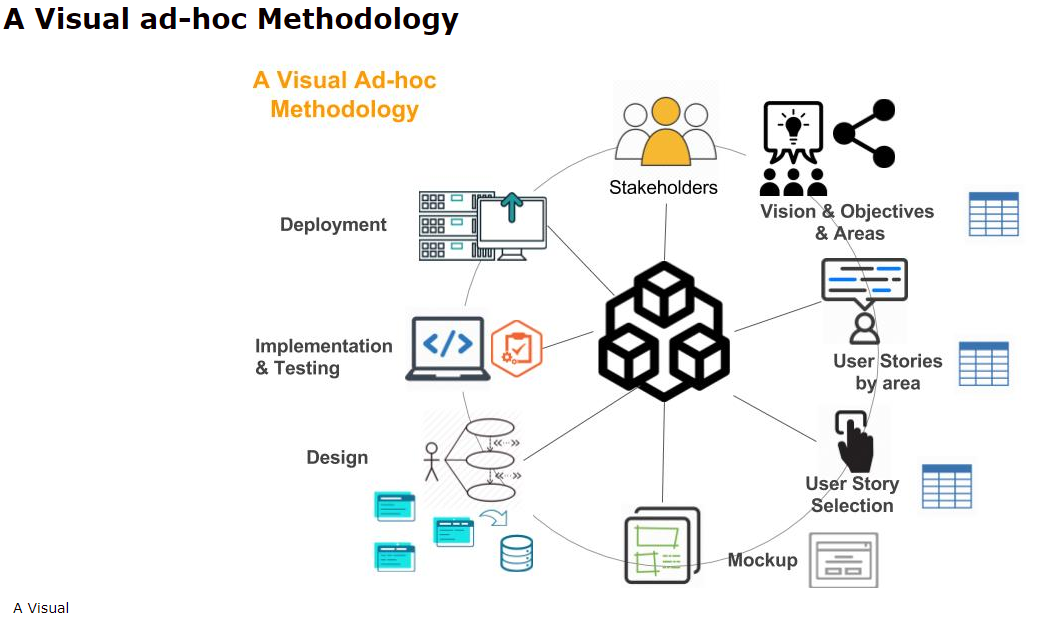 A Visual ad-hoc Methodology
A Visual Ad-hoc
Methodology
Stakeholders
Vision & Objectives
& Areas
User Stories
by area
User Story
Selection
Mockup
Design
Implementation
& Testing
Deployment
</>
«...»
«...»
A Visual